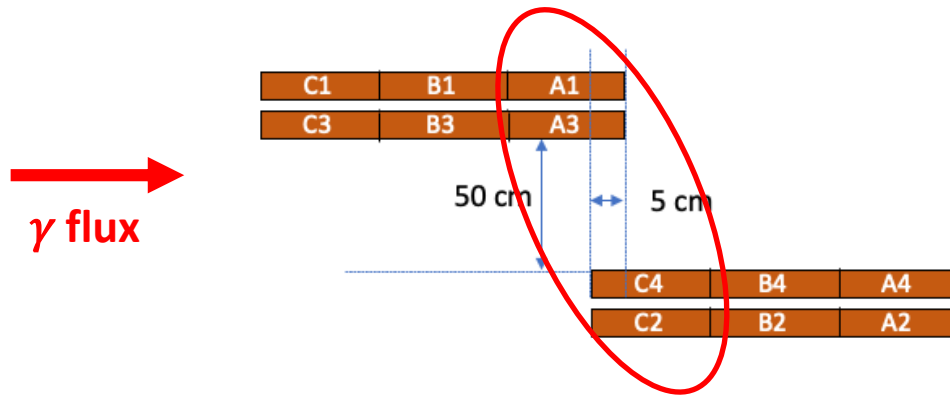 C1 B1 A1
C3 B3 A3
50 cm 5 cm
γ flux
C4 B4 A4
C2 B2 A2